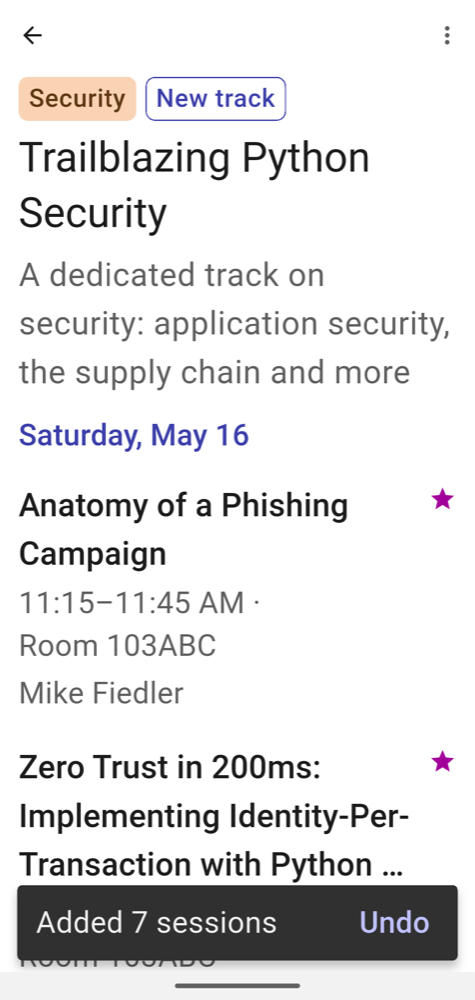 Security
New track
Trailblazing Python
Security
A dedicated track on
security: application security,
the supply chain and more
Saturday, May 16
Anatomy of a Phishing
Campaign
11:15–11:45 AM ·
Room 103ABC
Mike Fiedler
Zero Trust in 200ms:
Implementing Identity-Per-
Transaction with Python …
Added 7 sessions
Undo
Room 103ABC